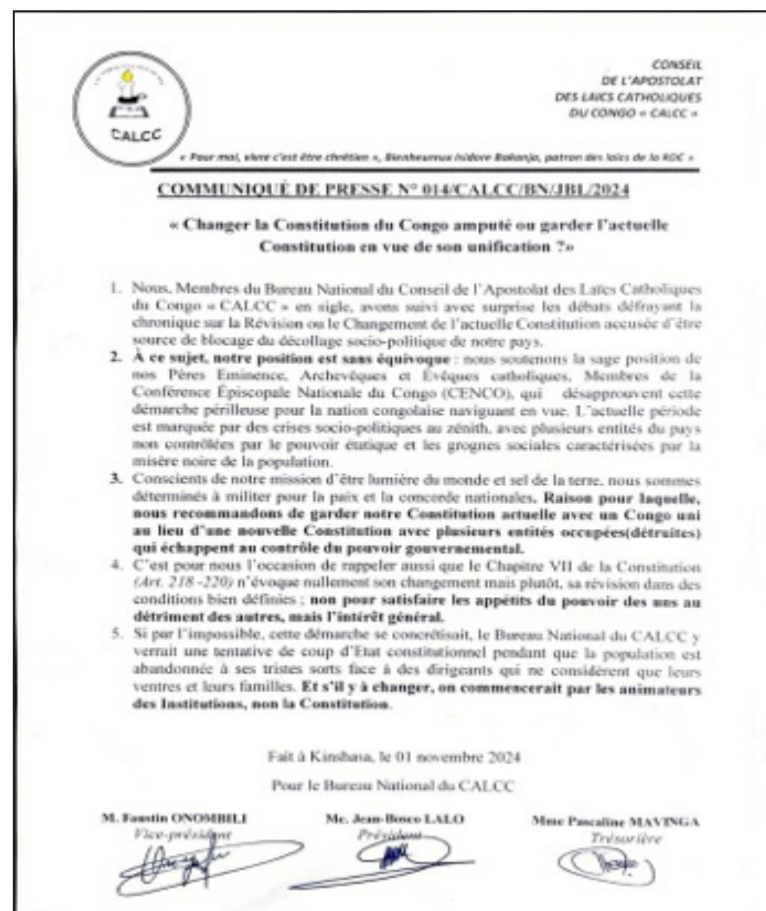 CALCC
CONSEIL
DE L'APOSTOLAT
DES LAICS CATHOLIQUES
DU CONGO « CALCC »
« Pour moi, vivre c'est être chrétien », Bienheureux Isidore Bakanja, patron des laïcs de la RDC »
COMMUNIQUÉ DE PRESSE N° 014/CALCC/BN/JBL/2024
« Changer la Constitution du Congo amputé ou garder l'actuelle
Constitution en vue de son unification ?»
1. Nous, Membres du Bureau National du Conseil de l'Apostolat des Laïcs Catholiques
du Congo « CALCC » en sigle, avons suivi avec surprise les débats défrayant la
chronique sur la Révision ou le Changement de l'actuelle Constitution accusée d'être
source de blocage du décollage socio-politique de notre pays.
2. À ce sujet, notre position est sans équivoque : nous soutenons la sage position de
nos Pères Eminence, Archevêques et Évêques catholiques, Membres de la
Conférence Épiscopale Nationale du Congo (CENCO), qui désapprouvent cette
démarche périlleuse pour la nation congolaise naviguant en vue. L'actuelle période
est marquée par des crises socio-politiques au zénith, avec plusieurs entités du pays
non contrôlées par le pouvoir étatique et les grognes sociales caractérisées par la
misère noire de la population.
3. Conscients de notre mission d'être lumière du monde et sel de la terre, nous sommes
déterminés à militer pour la paix et la concorde nationales. Raison pour laquelle,
nous recommandons de garder notre Constitution actuelle avec un Congo uni
au lieu d'une nouvelle Constitution avec plusieurs entités occupées(détruites)
qui échappent au contrôle du pouvoir gouvernemental.
4. C'est pour nous l'occasion de rappeler aussi que le Chapitre VII de la Constitution
(Art. 218 -220) n'évoque nullement son changement mais plutôt, sa révision dans des
conditions bien définies ; non pour satisfaire les appétits du pouvoir des uns au
détriment des autres, mais l'intérêt général.
5. Si par l'impossible, cette démarche se concrétisait, le Bureau National du CALCC y
verrait une tentative de coup d'Etat constitutionnel pendant que la population est
abandonnée à ses tristes sorts face à des dirigeants qui ne considèrent que leurs
ventres et leurs familles. Et s'il y à changer, on commencerait par les animateurs
des Institutions, non la Constitution.
Fait à Kinshasa, le 01 novembre 2024
Pour le Bureau National du CALCC
M. Faustin ONOMBILI
Vice-président
Me. Jean-Bosco LALO
Président
Mme Pascaline MAVINGA
Trésorière